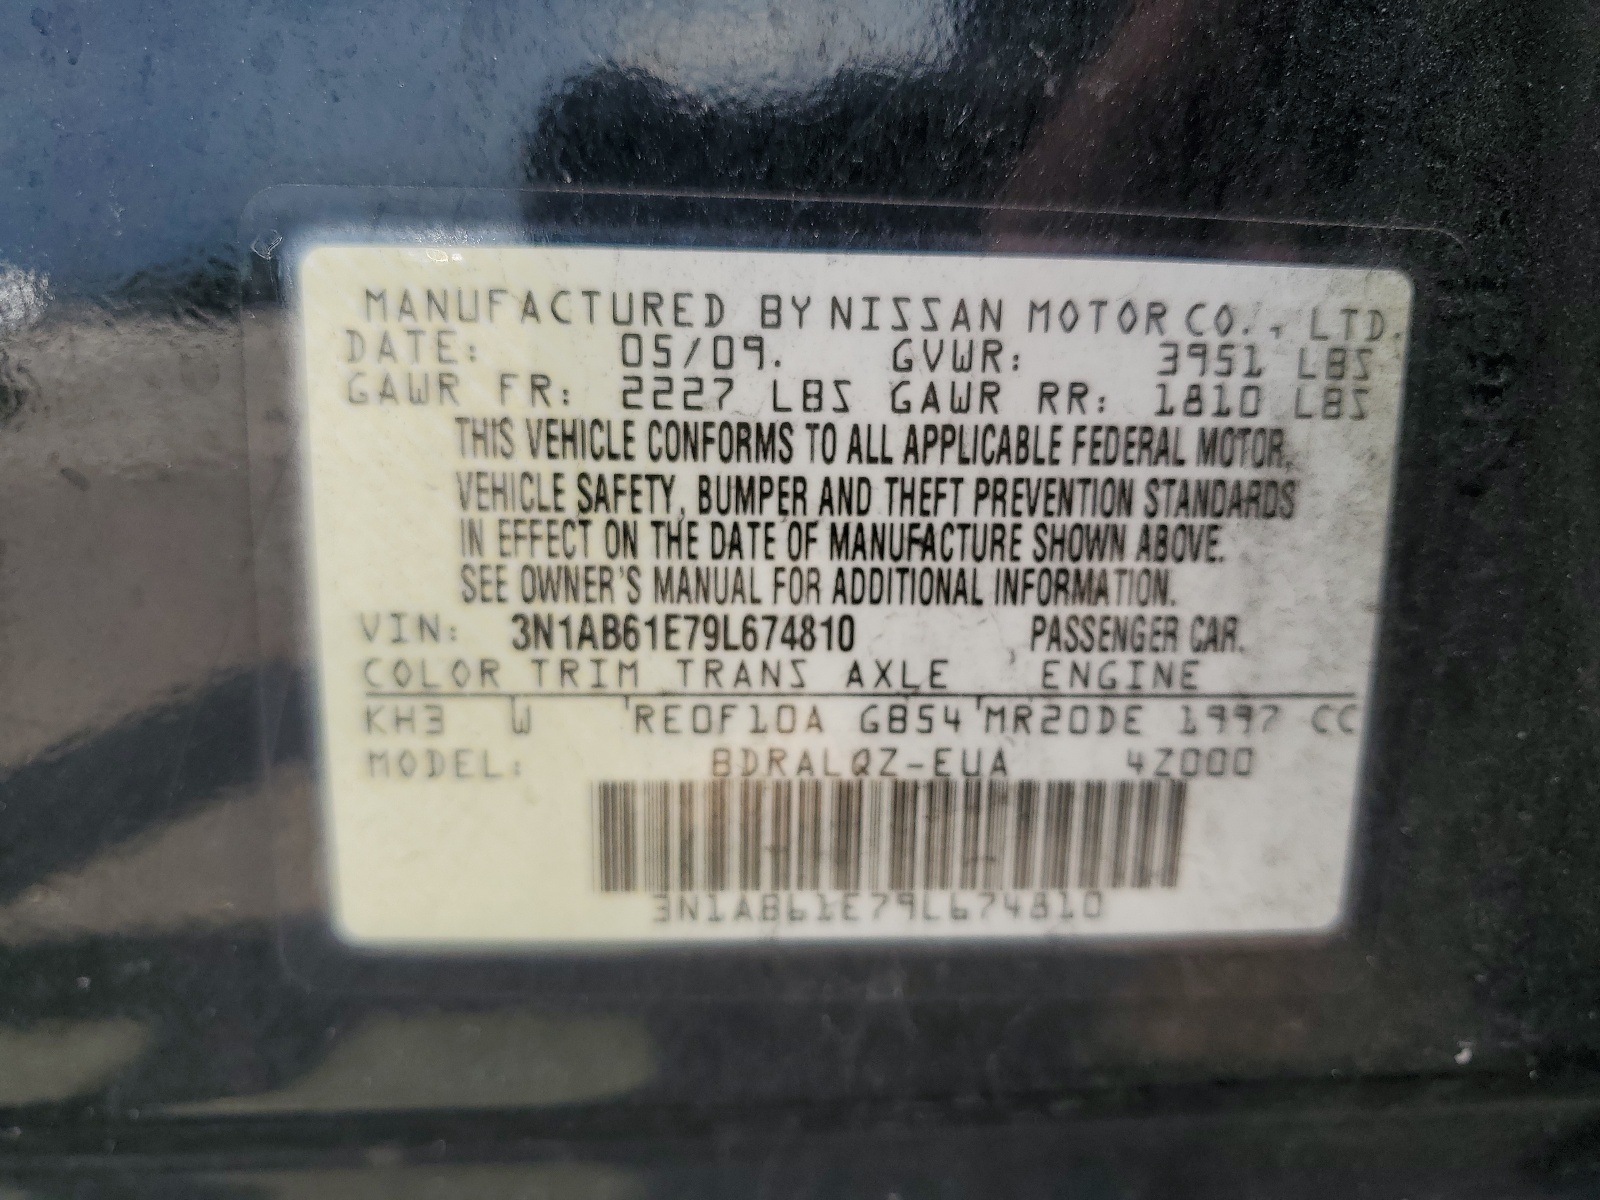 MANUFACTURED BY NISSAN MOTOR CO., LTD.
DATE: 05/09. GVWR: 3951 LBS
GAWR FR: 2227 LBS GAWR RR: 1810 LBS
THIS VEHICLE CONFORMS TO ALL APPLICABLE FEDERAL MOTOR
VEHICLE SAFETY, BUMPER AND THEFT PREVENTION STANDARDS
IN EFFECT ON THE DATE OF MANUFACTURE SHOWN ABOVE.
SEE OWNER'S MANUAL FOR ADDITIONAL INFORMATION.
VIN: 3N1AB61E79L674810 PASSENGER CAR.
COLOR TRIM TRANS AXLE ENGINE
KH3 W RE0F10A GB54 MR20DE 1997 CC
MODEL: BDRALQZ-EUA 4Z000
3N1AB61E79L674810